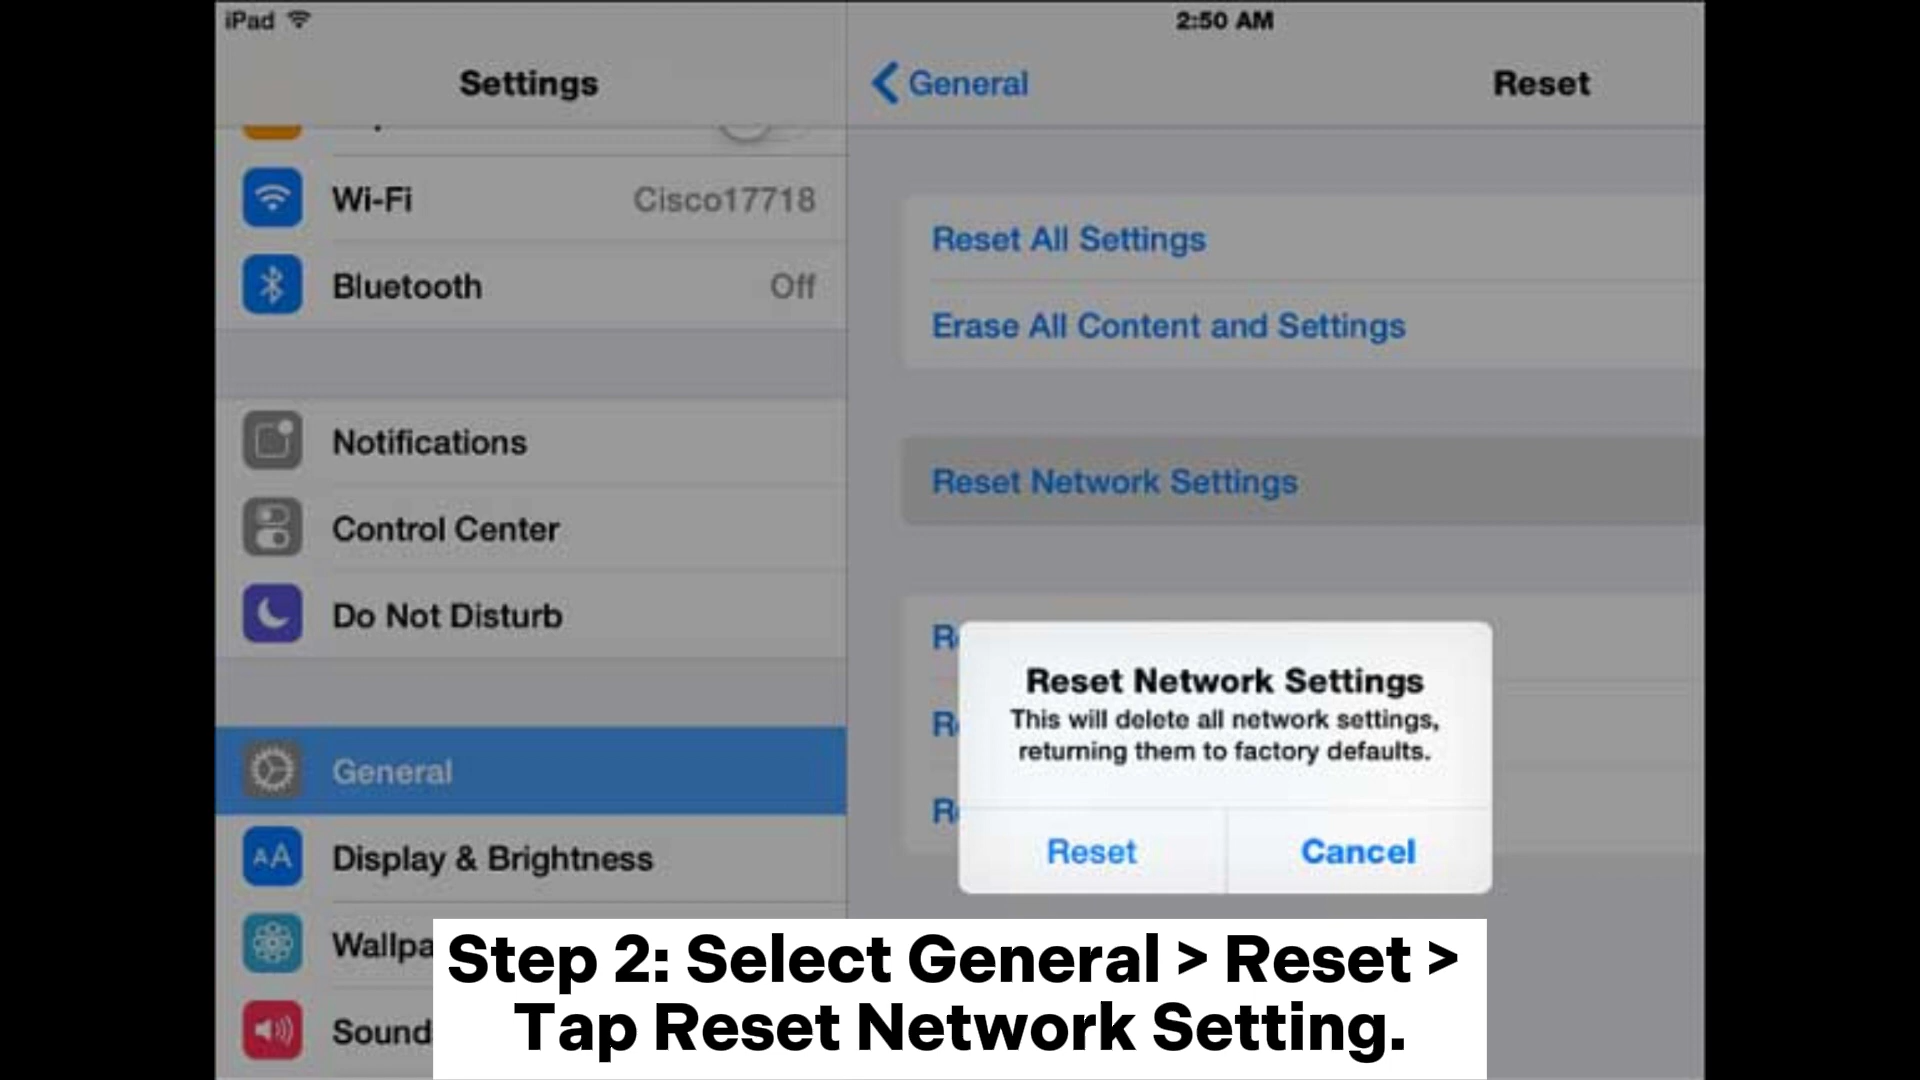 iPad
2:50 AM
Settings
General
Reset
Wi-Fi
Cisco17718
Bluetooth
Off
Notifications
Control Center
Do Not Disturb
General
Display & Brightness
Wallpa
Sound
Reset All Settings
Erase All Content and Settings
Reset Network Settings
Reset Network Settings
This will delete all network settings,
returning them to factory defaults.
Reset
Cancel
Step 2: Select General > Reset >
Tap Reset Network Setting.